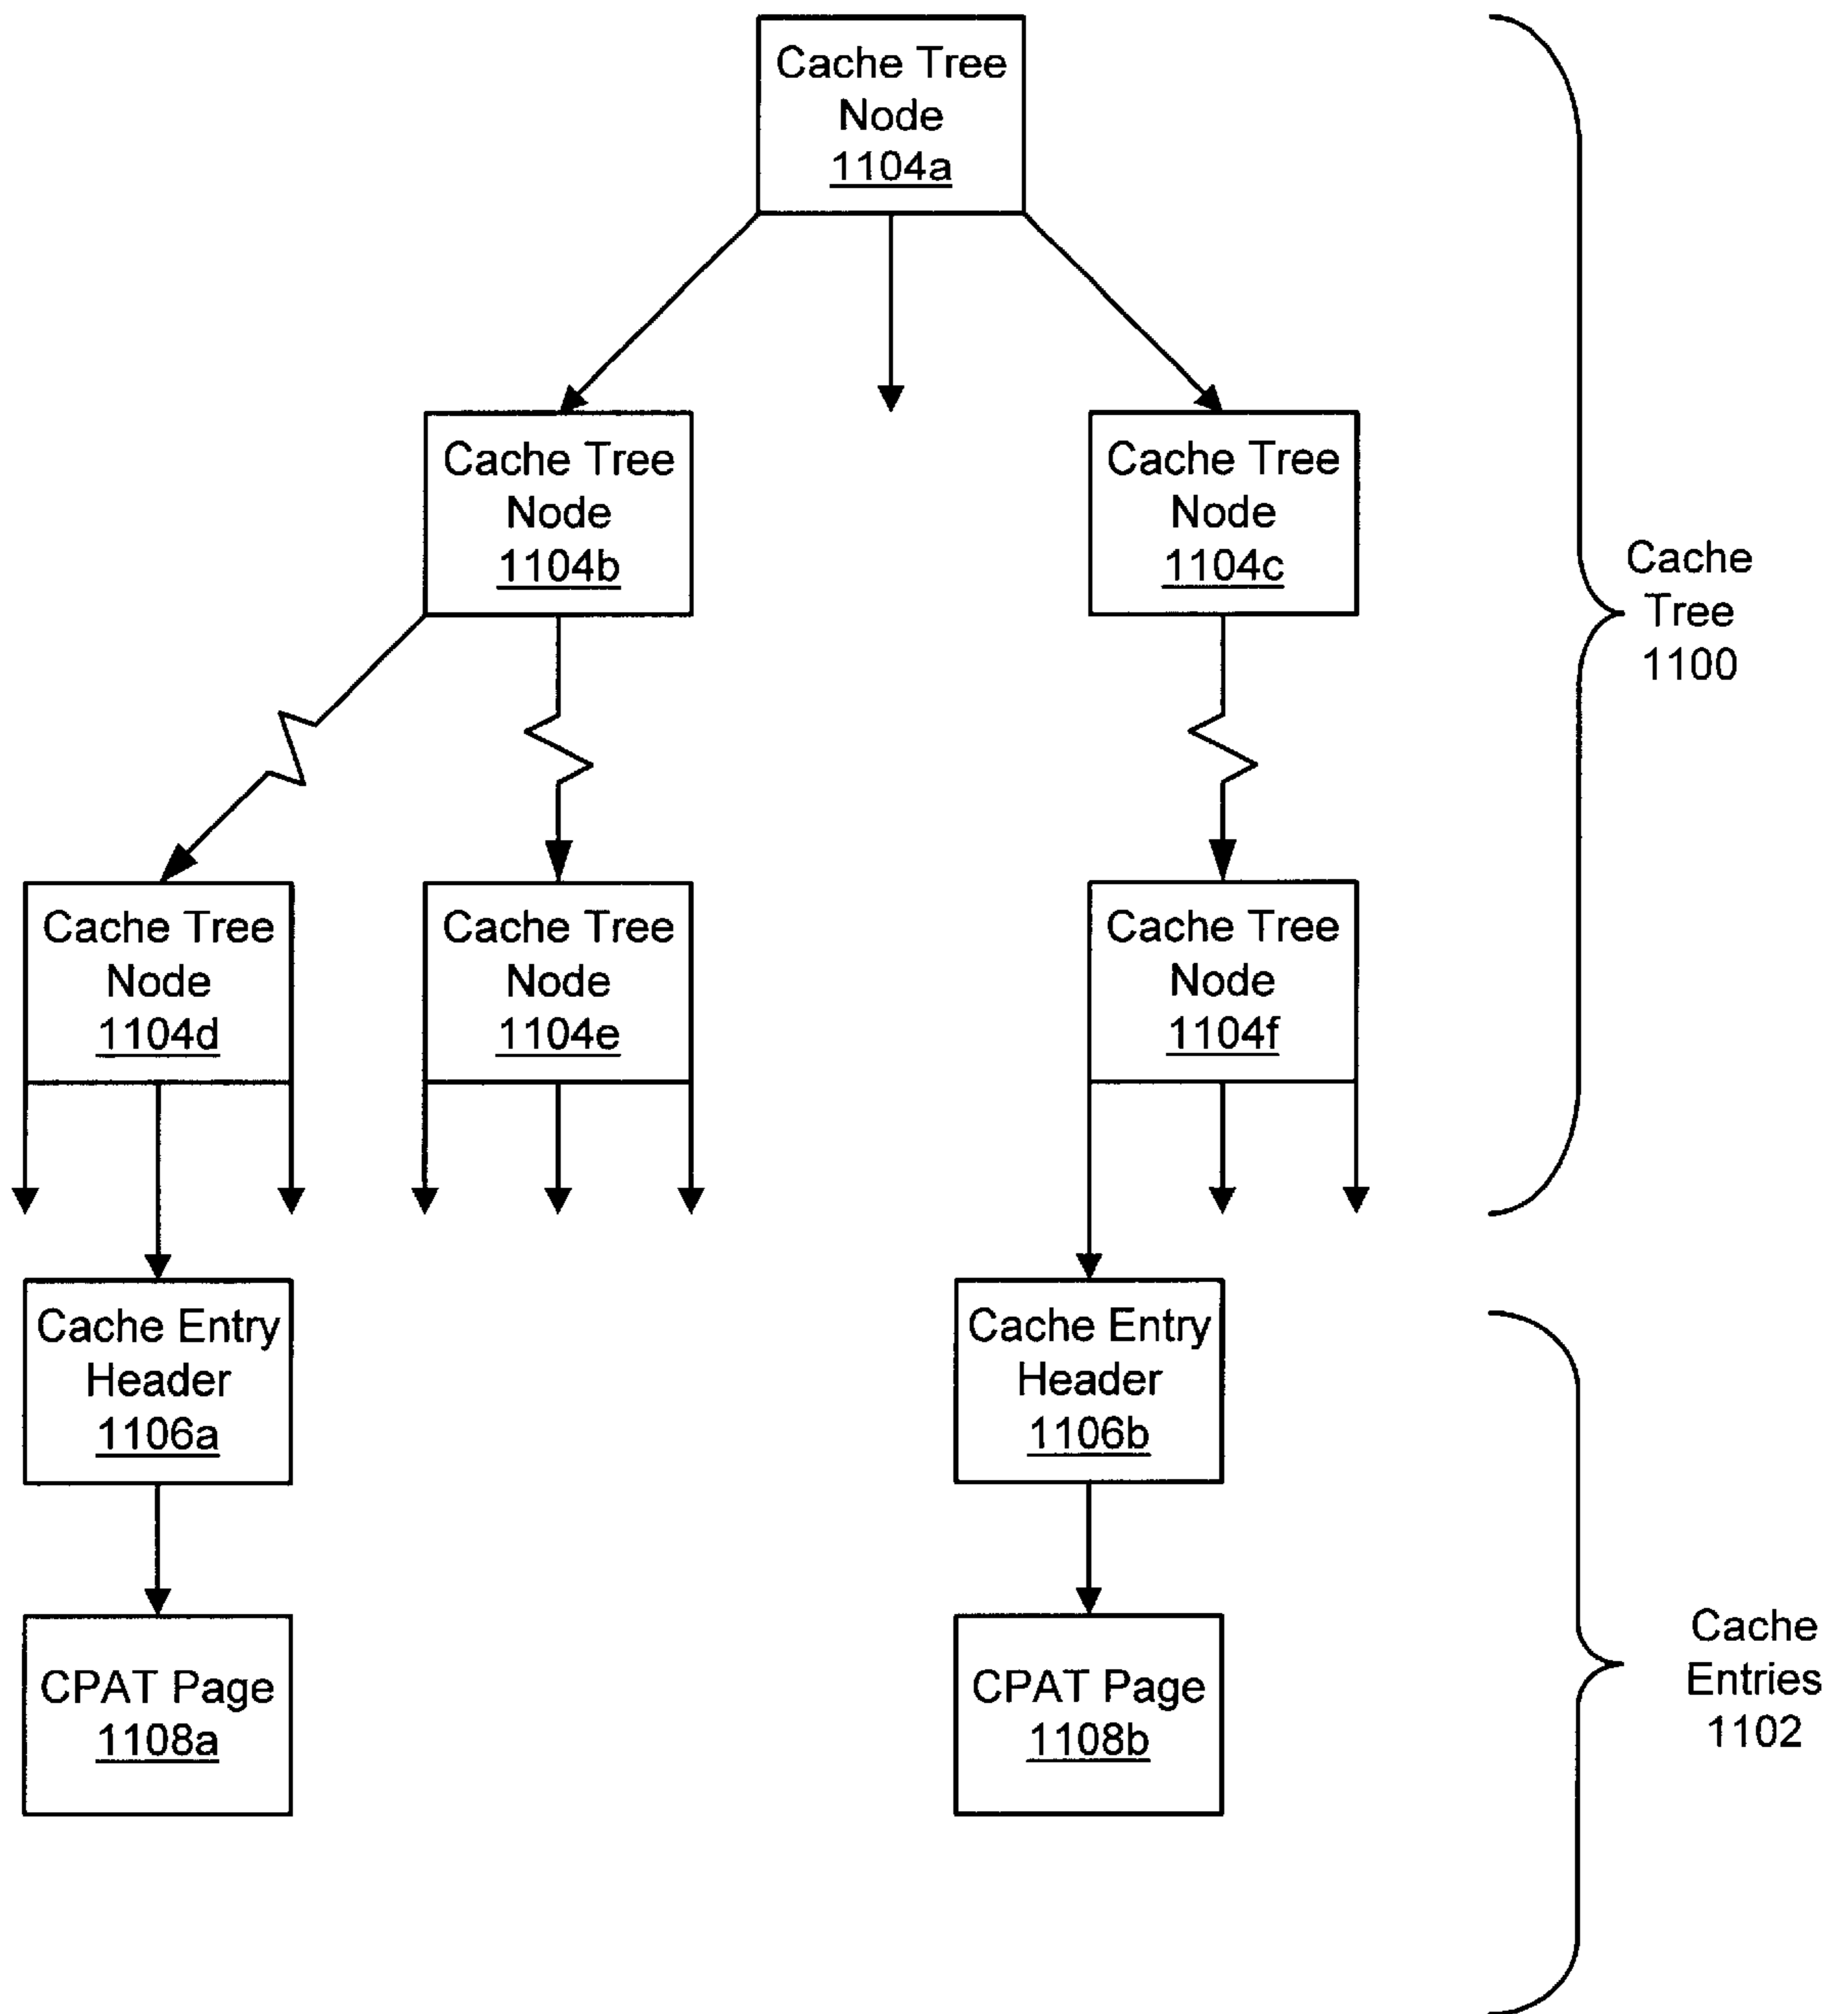 Cache Tree
Node
1104a
Cache Tree
Node
1104b
Cache Tree
Node
1104c
Cache
Tree
1100
Cache Tree
Node
1104d
Cache Tree
Node
1104e
Cache Tree
Node
1104f
Cache Entry
Header
1106a
Cache Entry
Header
1106b
CPAT Page
1108a
CPAT Page
1108b
Cache
Entries
1102